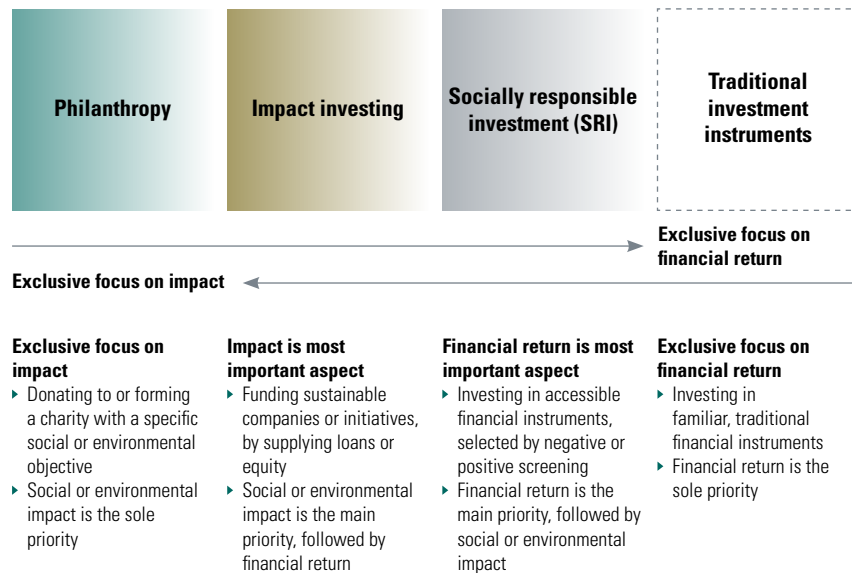 Philanthropy
Impact investing
Socially responsible
investment (SRI)
Traditional
investment
instruments
Exclusive focus on
financial return
Exclusive focus on impact
Exclusive focus on
impact
▸ Donating to or forming
a charity with a specific
social or environmental
objective
▸ Social or environmental
impact is the sole
priority
Impact is most
important aspect
▸ Funding sustainable
companies or initiatives,
by supplying loans or
equity
▸ Social or environmental
impact is the main
priority, followed by
financial return
Financial return is most
important aspect
▸ Investing in accessible
financial instruments,
selected by negative or
positive screening
▸ Financial return is the
main priority, followed by
social or environmental
impact
Exclusive focus on
financial return
▸ Investing in
familiar, traditional
financial instruments
▸ Financial return is the
sole priority